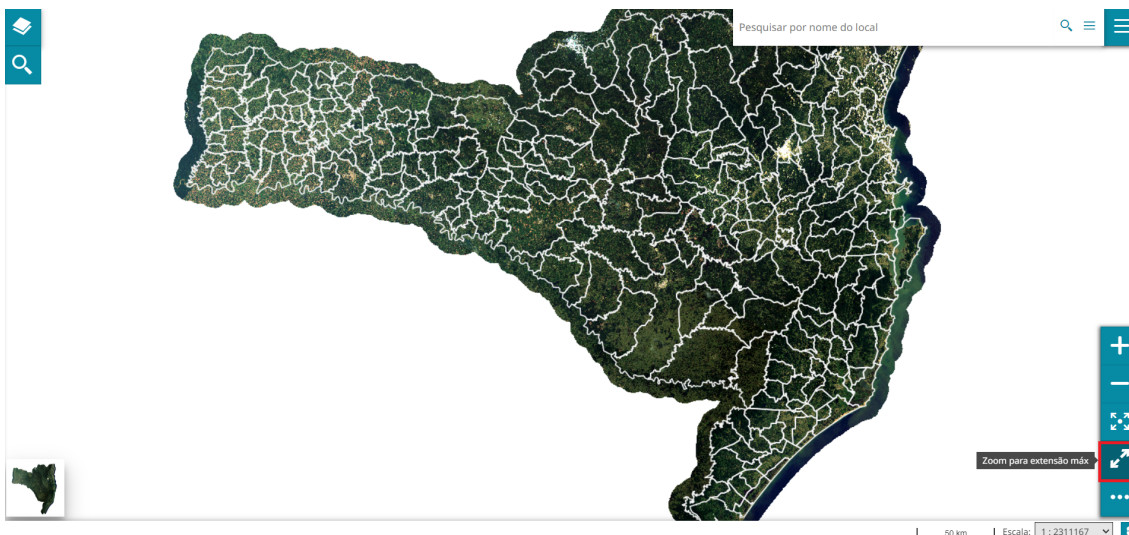 Pesquisar por nome do local
Zoom para extensão máx
50 km
Escala:
1 : 2311167